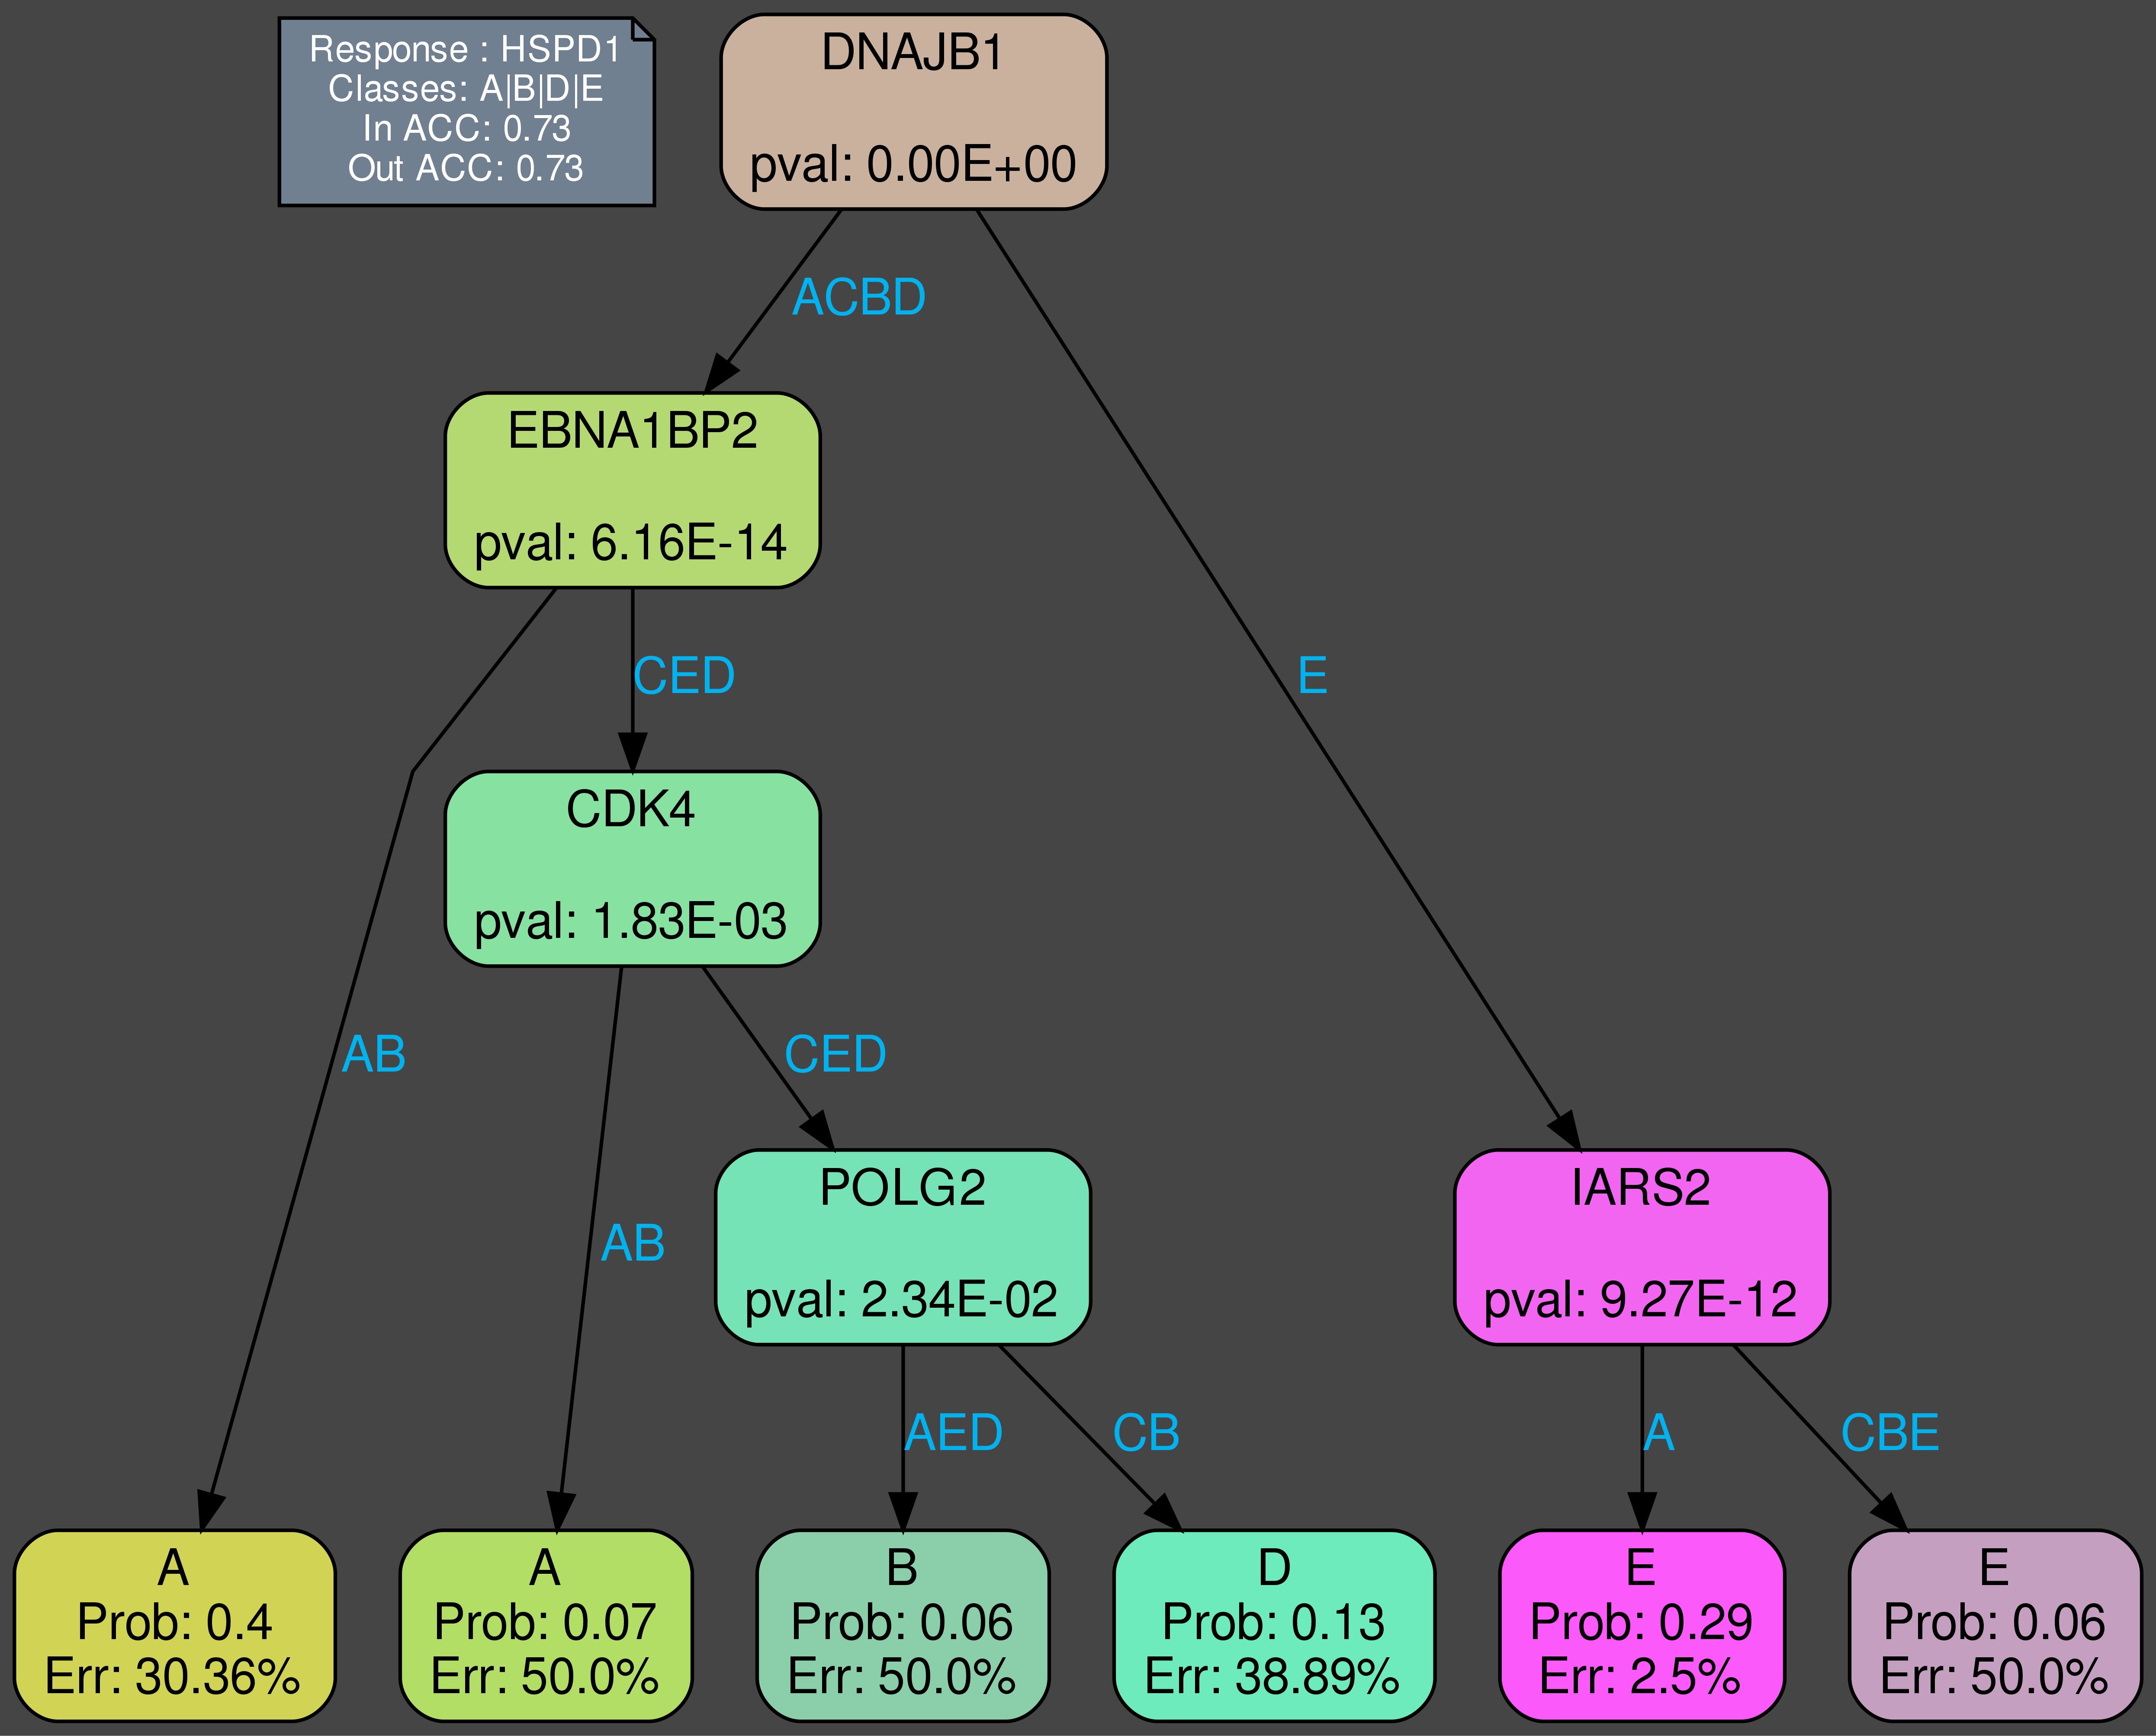 Response : HSPD1
Classes: A|B|D|E
In ACC: 0.73
Out ACC: 0.73
DNAJB1
pval: 0.00E+00
ACBD
EBNA1BP2
pval: 6.16E-14
CED
E
CDK4
pval: 1.83E-03
AB
CED
POLG2
pval: 2.34E-02
IARS2
pval: 9.27E-12
AB
AED
CB
A
CBE
A
Prob: 0.4
Err: 30.36%
A
Prob: 0.07
Err: 50.0%
B
Prob: 0.06
Err: 50.0%
D
Prob: 0.13
Err: 38.89%
E
Prob: 0.29
Err: 2.5%
E
Prob: 0.06
Err: 50.0%